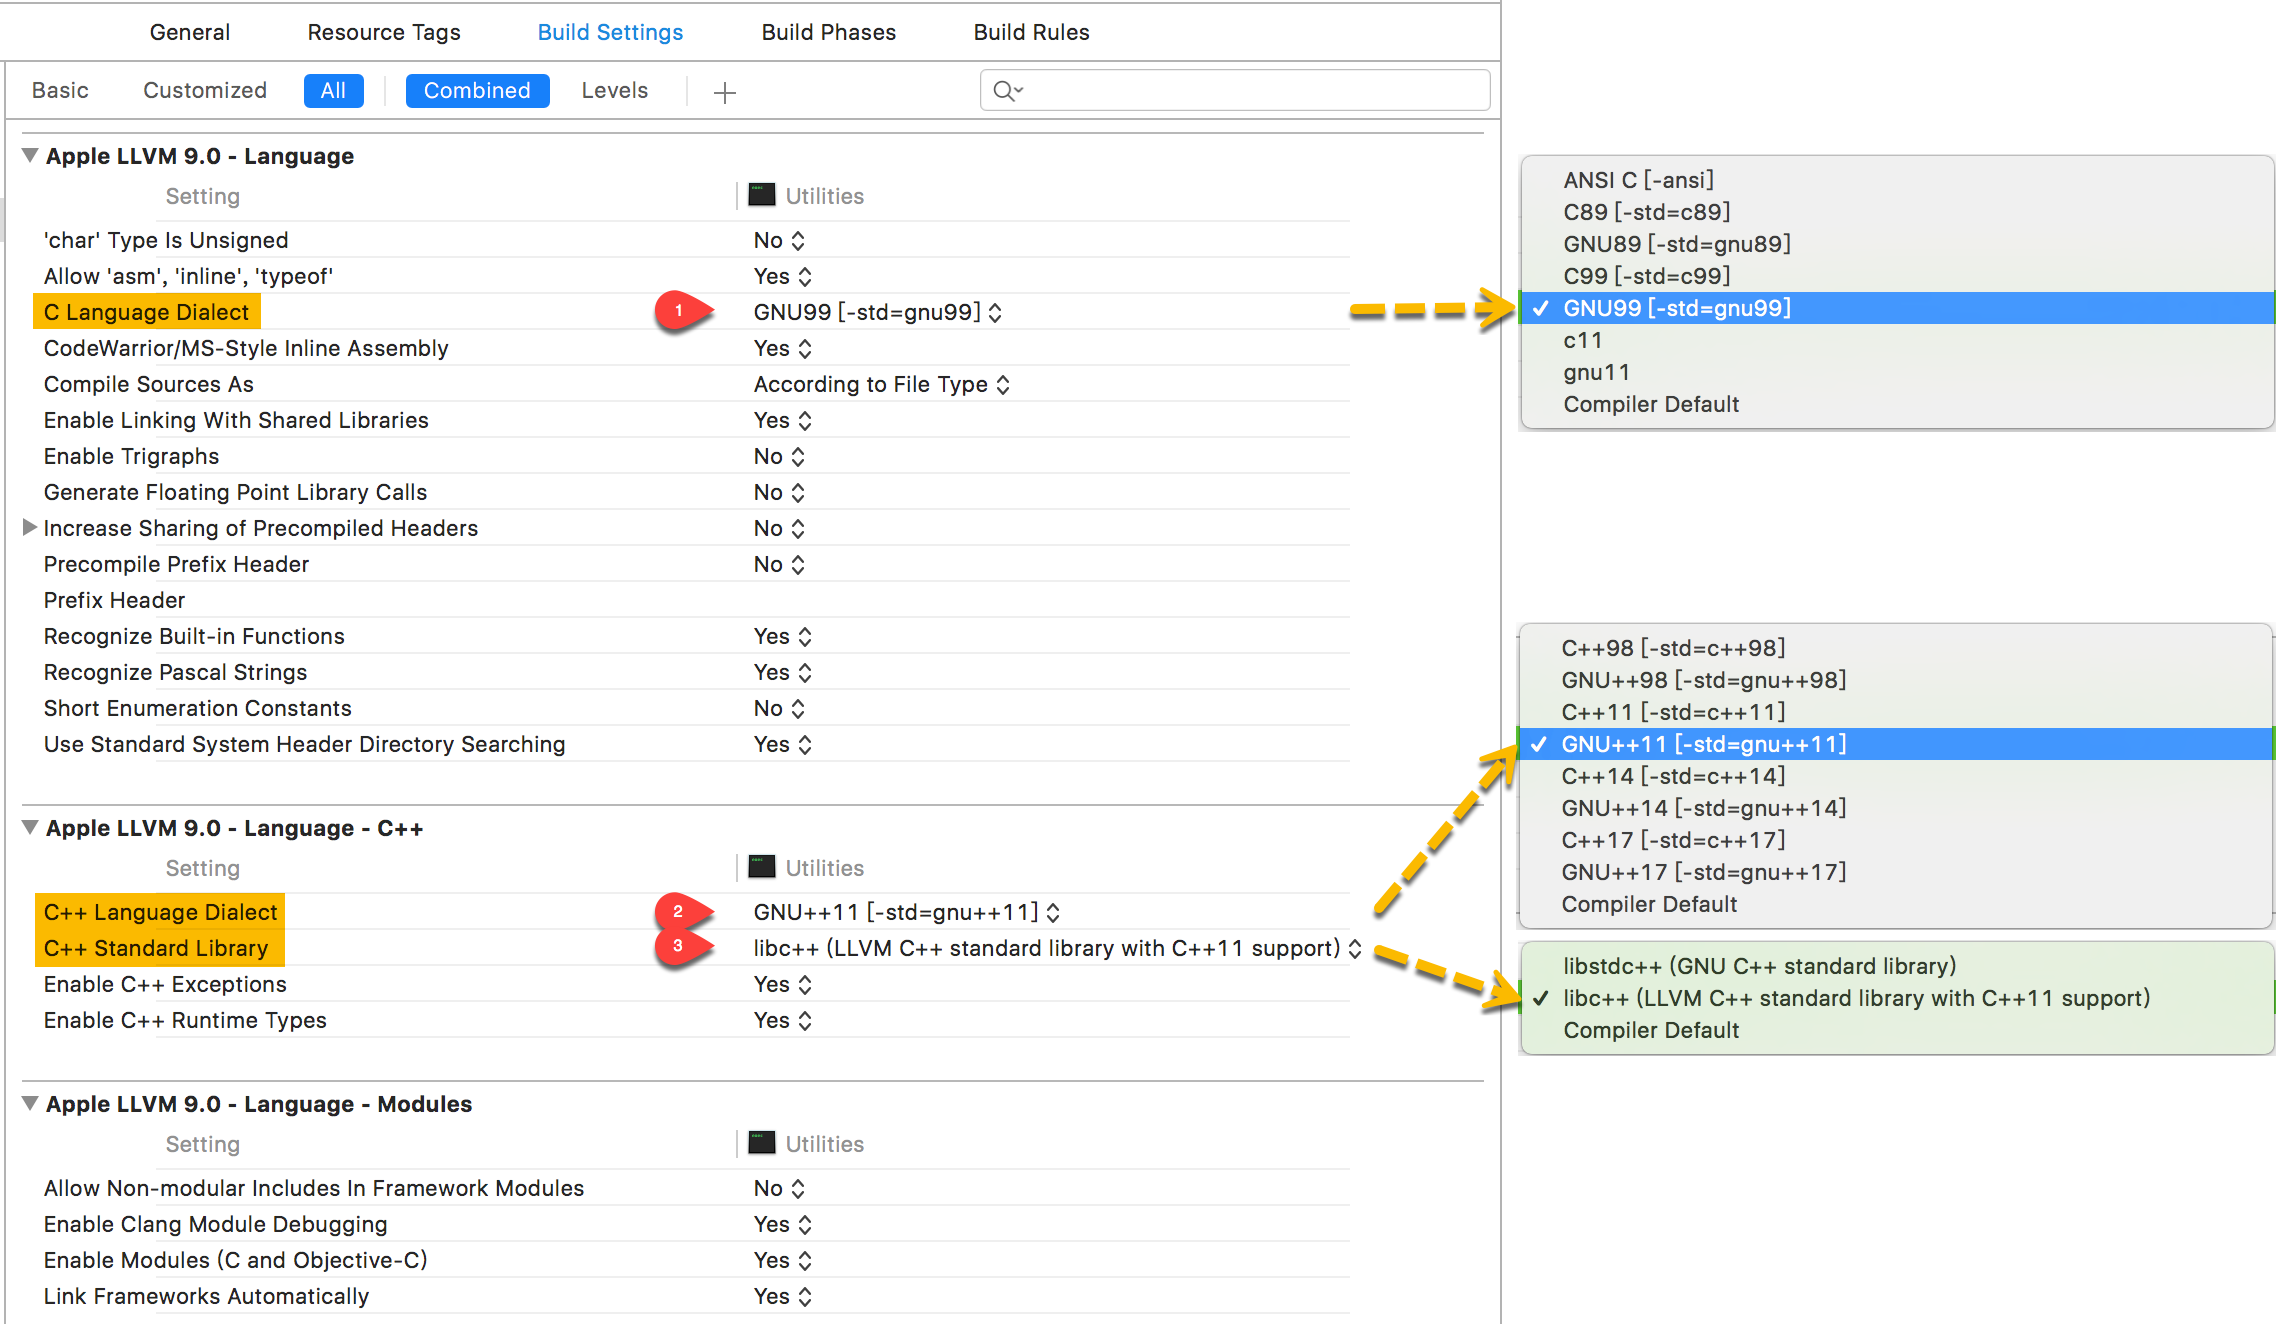 General Resource Tags Build Settings Build Phases Build Rules
Basic Customized All Combined Levels
Apple LLVM 9.0 - Language
Setting Utilities
'char' Type Is Unsigned No
Allow 'asm', 'inline', 'typeof' Yes
C Language Dialect 1 GNU99 [-std=gnu99]
CodeWarrior/MS-Style Inline Assembly Yes
Compile Sources As According to File Type
Enable Linking With Shared Libraries Yes
Enable Trigraphs No
Generate Floating Point Library Calls No
Increase Sharing of Precompiled Headers No
Precompile Prefix Header No
Prefix Header
Recognize Built-in Functions Yes
Recognize Pascal Strings Yes
Short Enumeration Constants No
Use Standard System Header Directory Searching Yes
Apple LLVM 9.0 - Language - C++
Setting Utilities
C++ Language Dialect 2 GNU++11 [-std=gnu++11]
C++ Standard Library 3 libc++ (LLVM C++ standard library with C++11 support)
Enable C++ Exceptions Yes
Enable C++ Runtime Types Yes
Apple LLVM 9.0 - Language - Modules
Setting Utilities
Allow Non-modular Includes In Framework Modules No
Enable Clang Module Debugging Yes
Enable Modules (C and Objective-C) Yes
Link Frameworks Automatically Yes
ANSI C [-ansi]
C89 [-std=c89]
GNU89 [-std=gnu89]
C99 [-std=c99]
GNU99 [-std=gnu99]
c11
gnu11
Compiler Default
C++98 [-std=c++98]
GNU++98 [-std=gnu++98]
C++11 [-std=c++11]
GNU++11 [-std=gnu++11]
C++14 [-std=c++14]
GNU++14 [-std=gnu++14]
C++17 [-std=c++17]
GNU++17 [-std=gnu++17]
Compiler Default
libstdc++ (GNU C++ standard library)
libc++ (LLVM C++ standard library with C++11 support)
Compiler Default